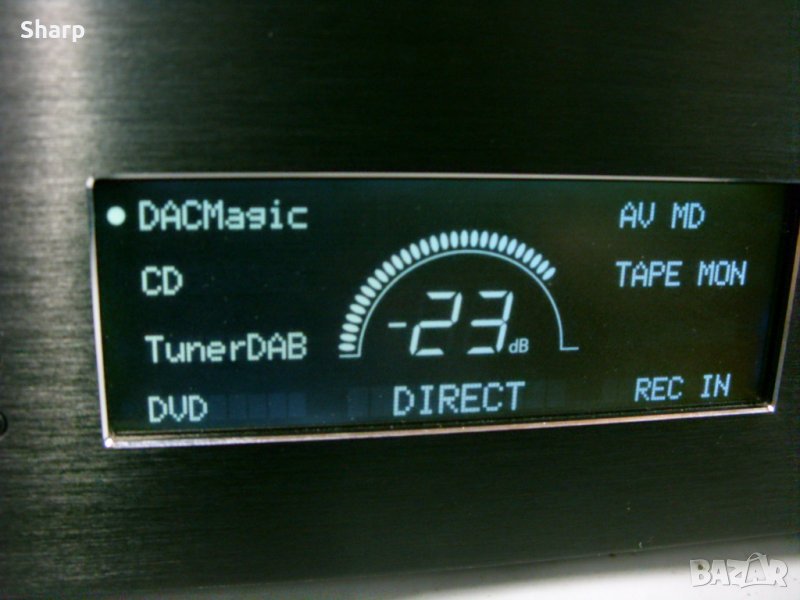 Sharp
DACMagic
CD
TunerDAB
DVD
-23 dB
DIRECT
AV MD
TAPE MON
REC IN
BAZAR